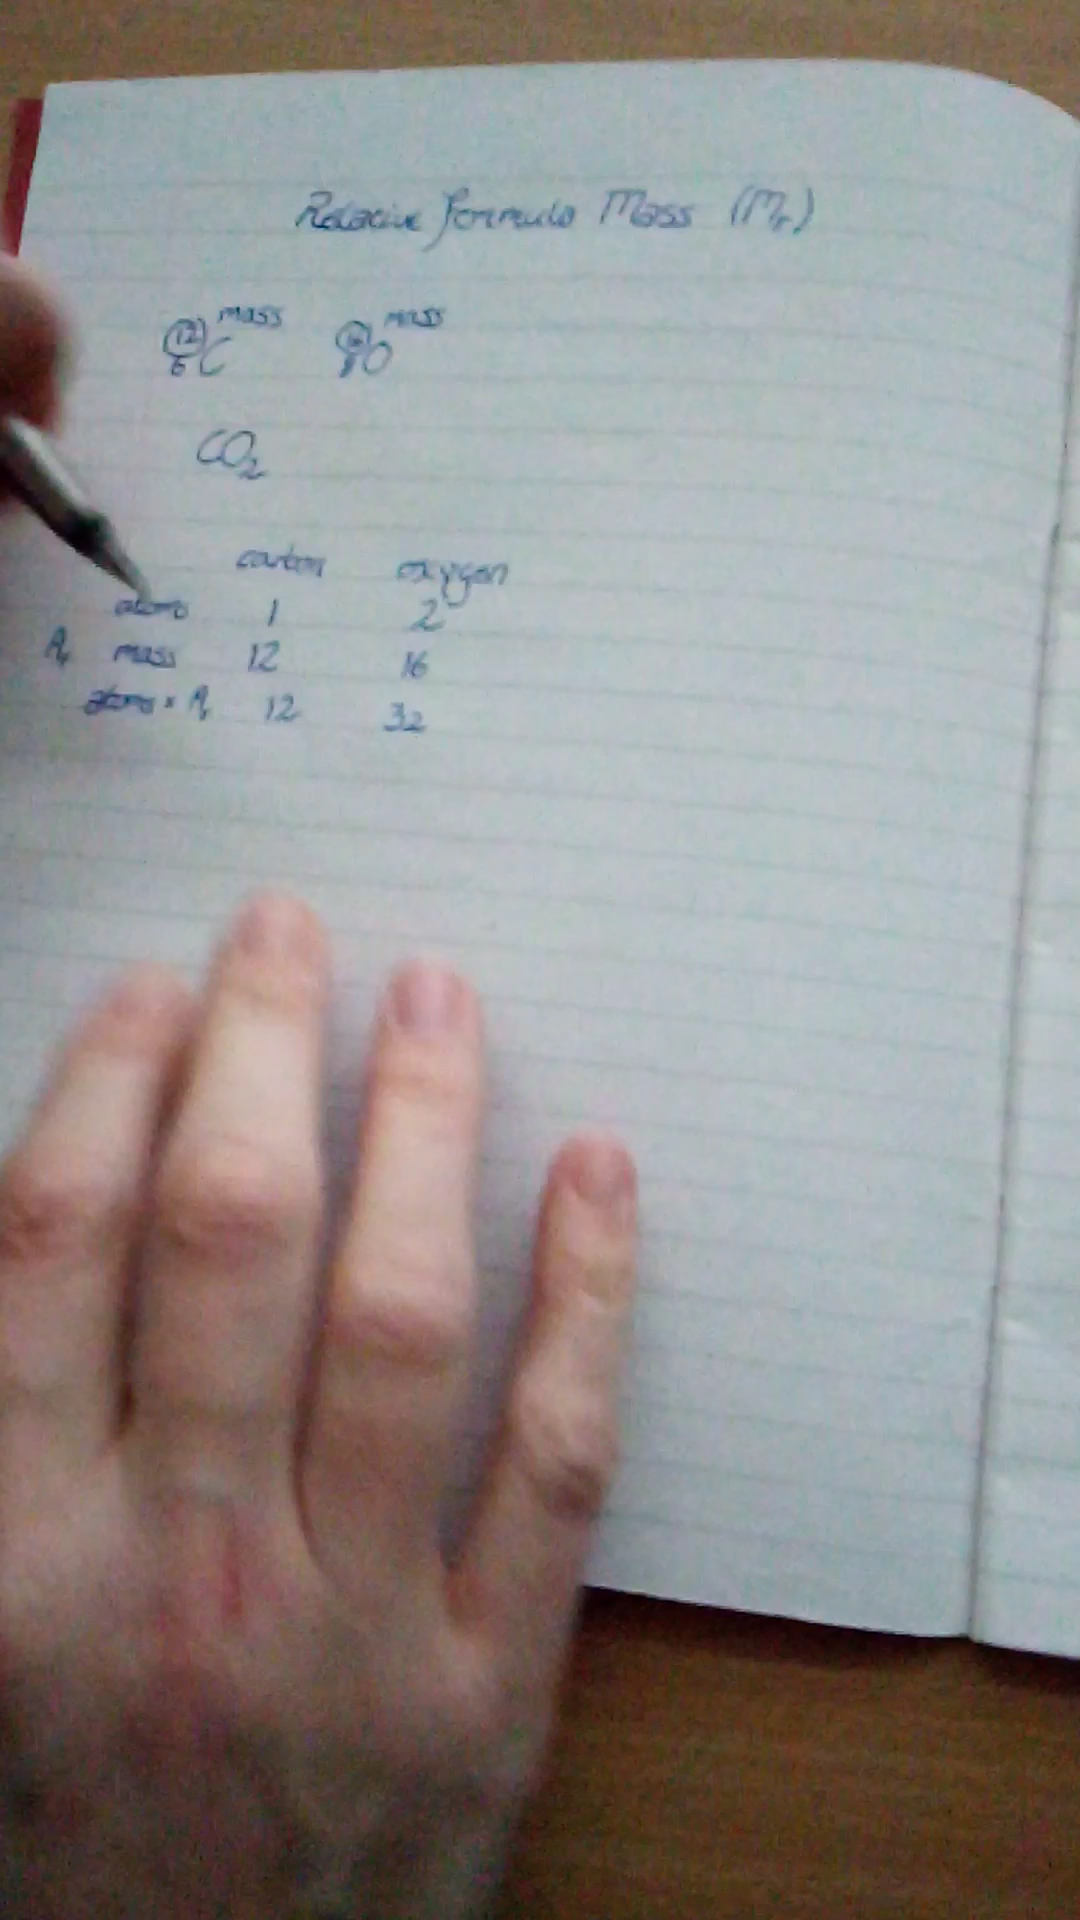 Relative Formula Mass (Mr)
mass mass
12 6 C 16 8 O
CO2
carbon oxygen
atoms 1 2
Ar mass 12 16
atoms × Ar 12 32